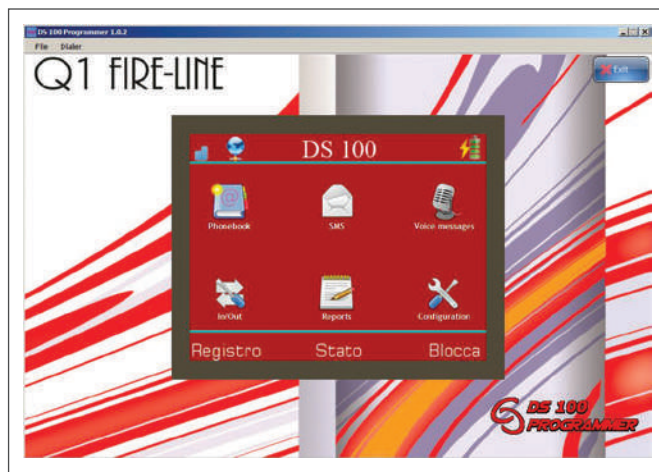 DS 100 Programmer 1.0.2
File Dialer
Q1 FIRE-LINE
Exit
DS 100
Phonebook SMS Voice messages
In/Out Reports Configuration
Registro Stato Blocca
DS 100
PROGRAMMER